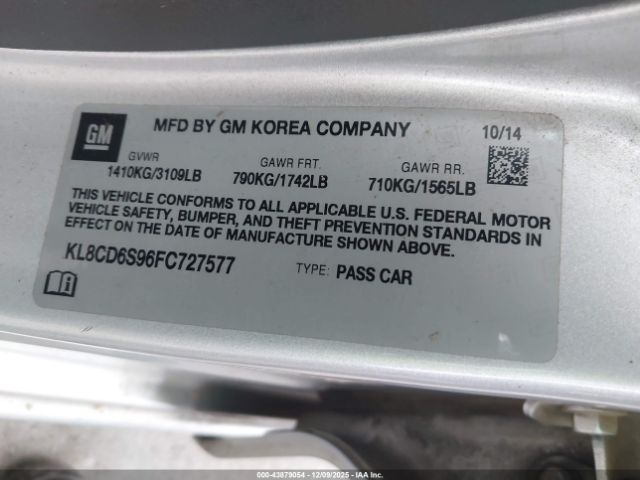 GM
MFD BY GM KOREA COMPANY
10/14
GVWR
1410KG/3109LB
GAWR FRT.
790KG/1742LB
GAWR RR.
710KG/1565LB
THIS VEHICLE CONFORMS TO ALL APPLICABLE U.S. FEDERAL MOTOR
VEHICLE SAFETY, BUMPER, AND THEFT PREVENTION STANDARDS IN
EFFECT ON THE DATE OF MANUFACTURE SHOWN ABOVE.
KL8CD6S96FC727577
TYPE: PASS CAR
000-43879054 | 12/09/2025 | IAA